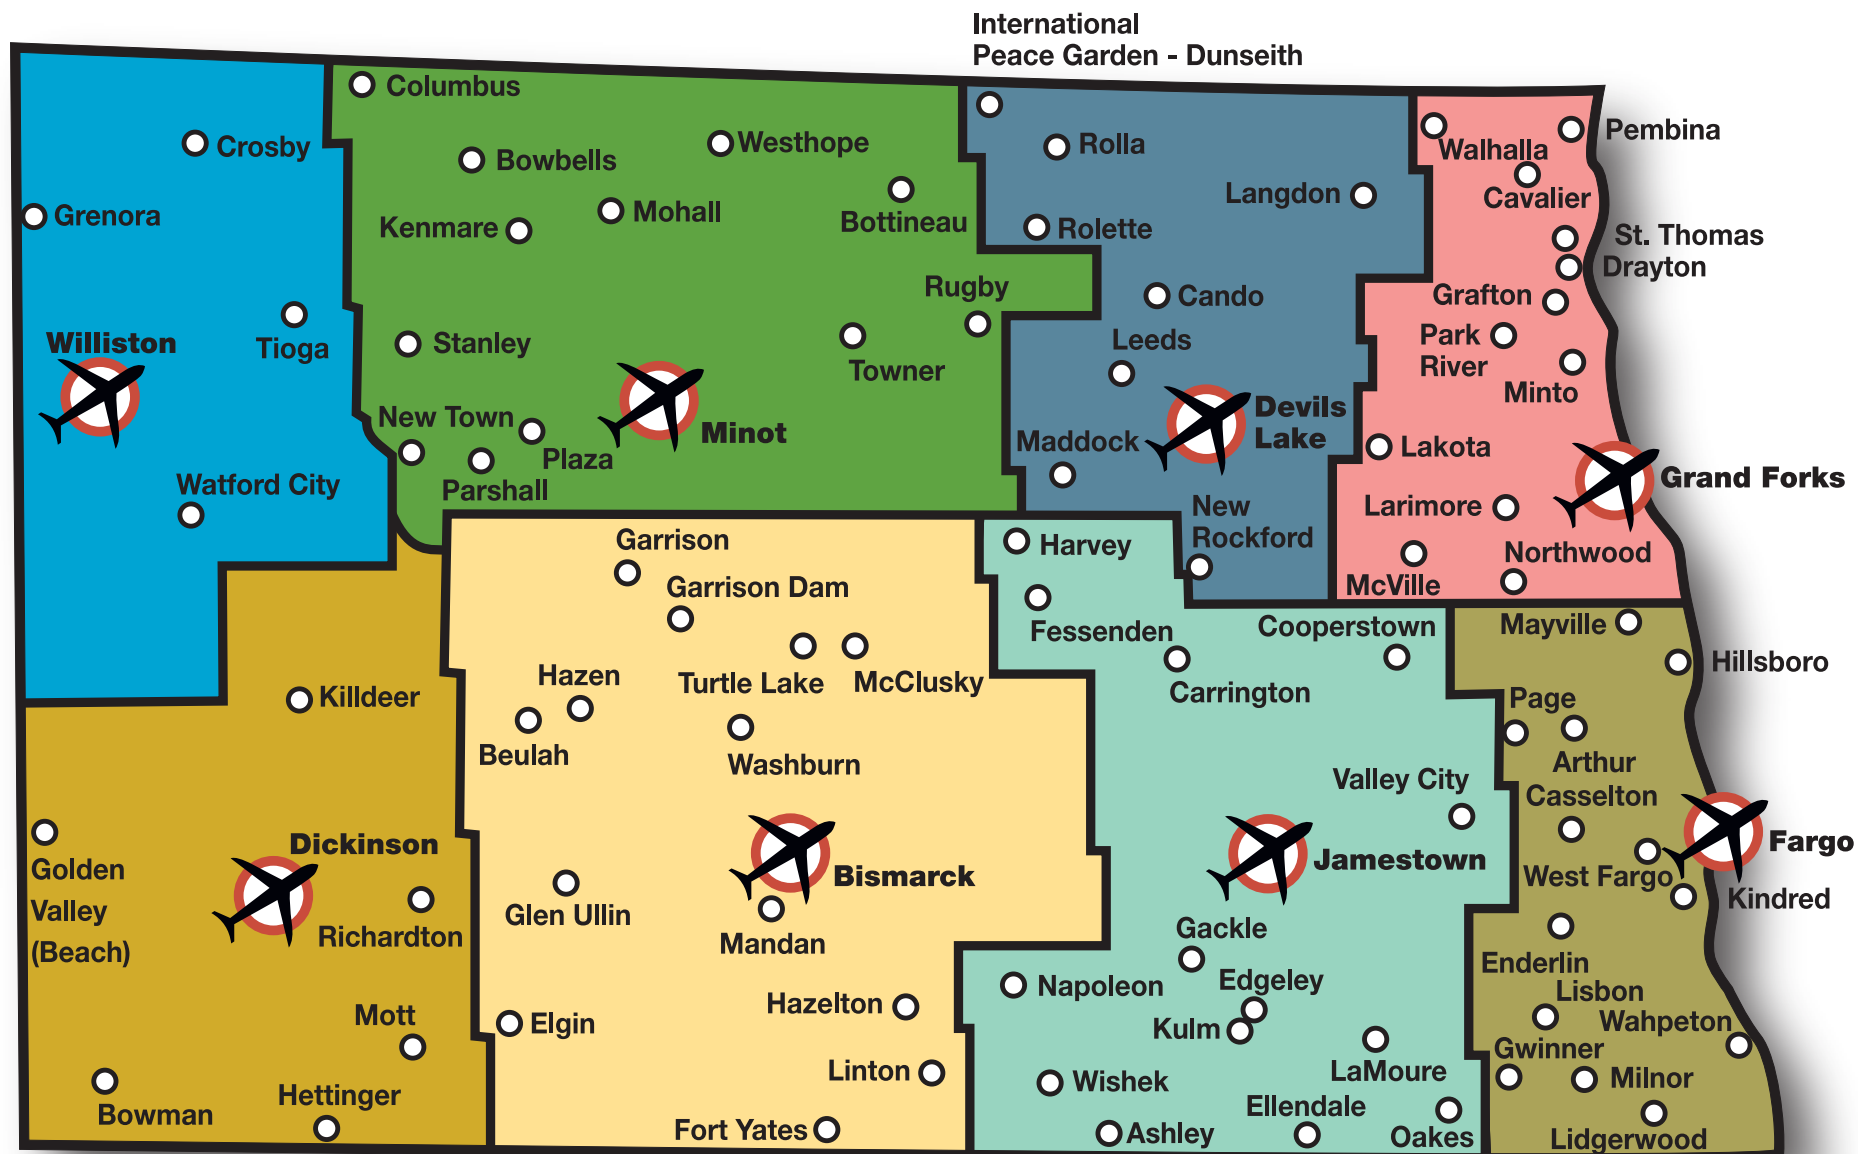 International
Peace Garden - Dunseith
Columbus
Crosby
Bowbells
Westhope
Grenora
Kenmare
Mohall
Bottineau
Rugby
Tioga
Stanley
Towner
Williston
New Town
Plaza
Parshall
Minot
Watford City
Rolla
Langdon
Rolette
Cando
Leeds
Devils
Lake
Maddock
New
Rockford
Walhalla
Pembina
Cavalier
St. Thomas
Drayton
Grafton
Park
River
Minto
Lakota
Grand Forks
Larimore
Northwood
McVille
Garrison
Garrison Dam
Turtle Lake
McClusky
Hazen
Beulah
Washburn
Bismarck
Glen Ullin
Mandan
Hazelton
Elgin
Linton
Fort Yates
Killdeer
Dickinson
Golden
Valley
(Beach)
Richardton
Mott
Bowman
Hettinger
Harvey
Fessenden
Cooperstown
Carrington
Valley City
Jamestown
Gackle
Napoleon
Edgeley
Kulm
LaMoure
Wishek
Ellendale
Ashley
Oakes
Mayville
Hillsboro
Page
Arthur
Casselton
Fargo
West Fargo
Kindred
Enderlin
Lisbon
Wahpeton
Gwinner
Milnor
Lidgerwood